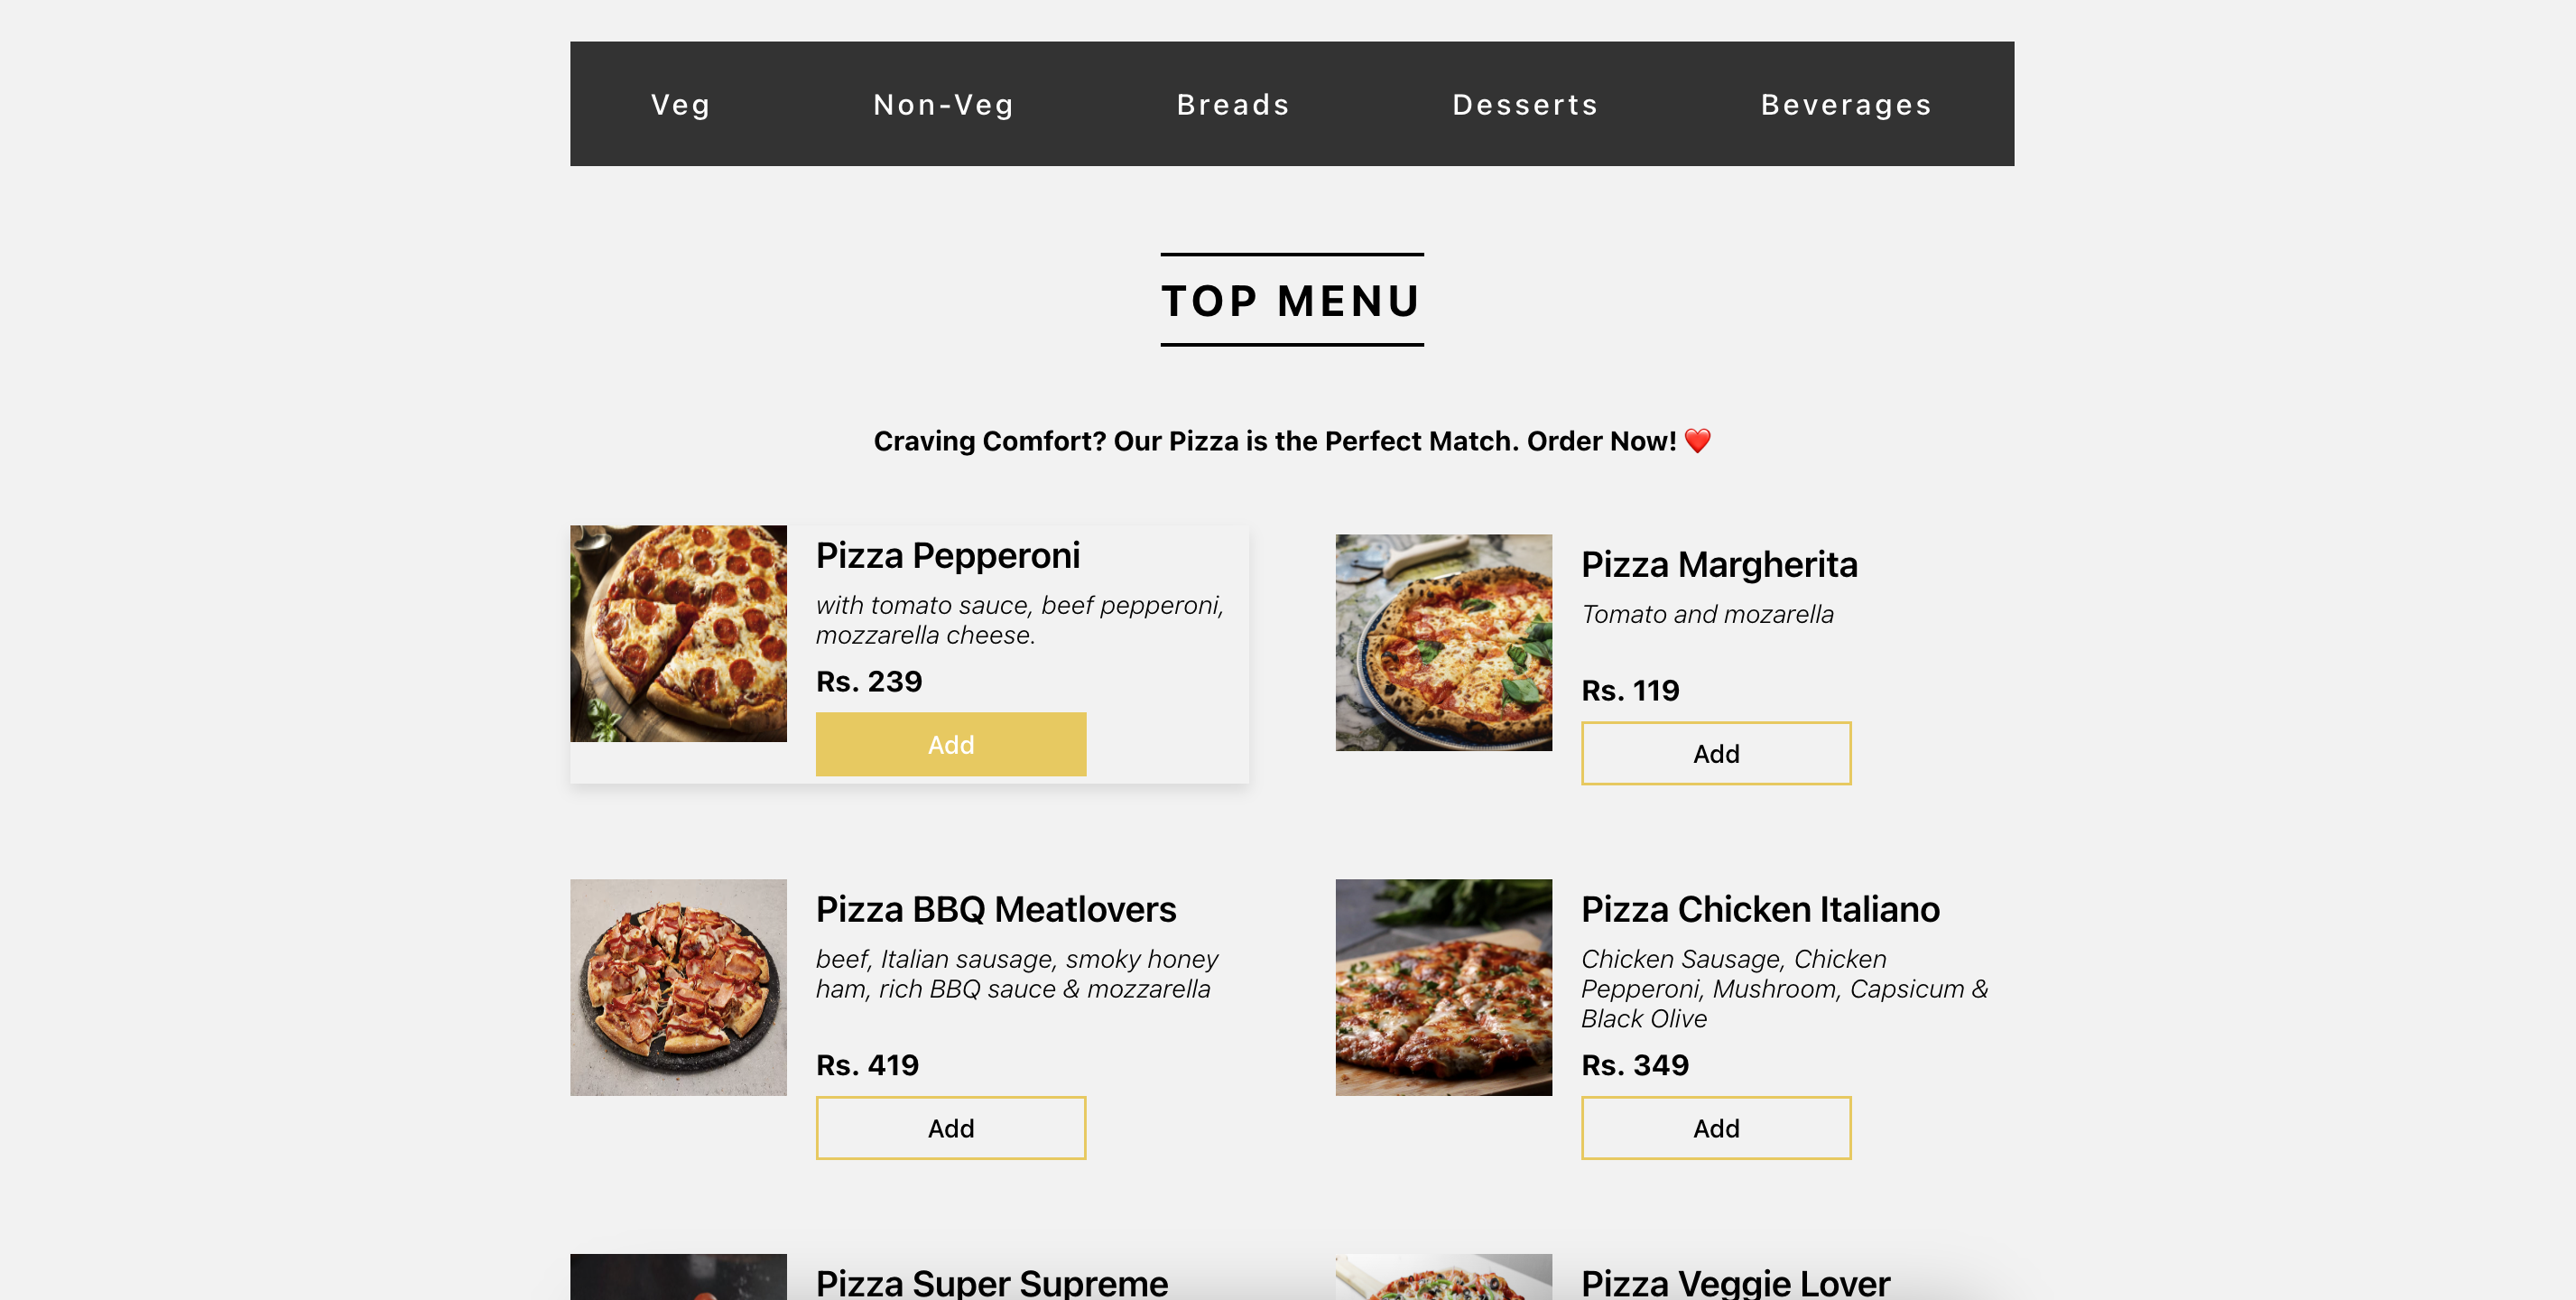 Veg Non-Veg Breads Desserts Beverages
TOP MENU
Craving Comfort? Our Pizza is the Perfect Match. Order Now! ❤️
Pizza Pepperoni
with tomato sauce, beef pepperoni,
mozzarella cheese.
Rs. 239
Add
Pizza Margherita
Tomato and mozarella
Rs. 119
Add
Pizza BBQ Meatlovers
beef, Italian sausage, smoky honey
ham, rich BBQ sauce & mozzarella
Rs. 419
Add
Pizza Chicken Italiano
Chicken Sausage, Chicken
Pepperoni, Mushroom, Capsicum &
Black Olive
Rs. 349
Add
Pizza Super Supreme
Pizza Veggie Lover